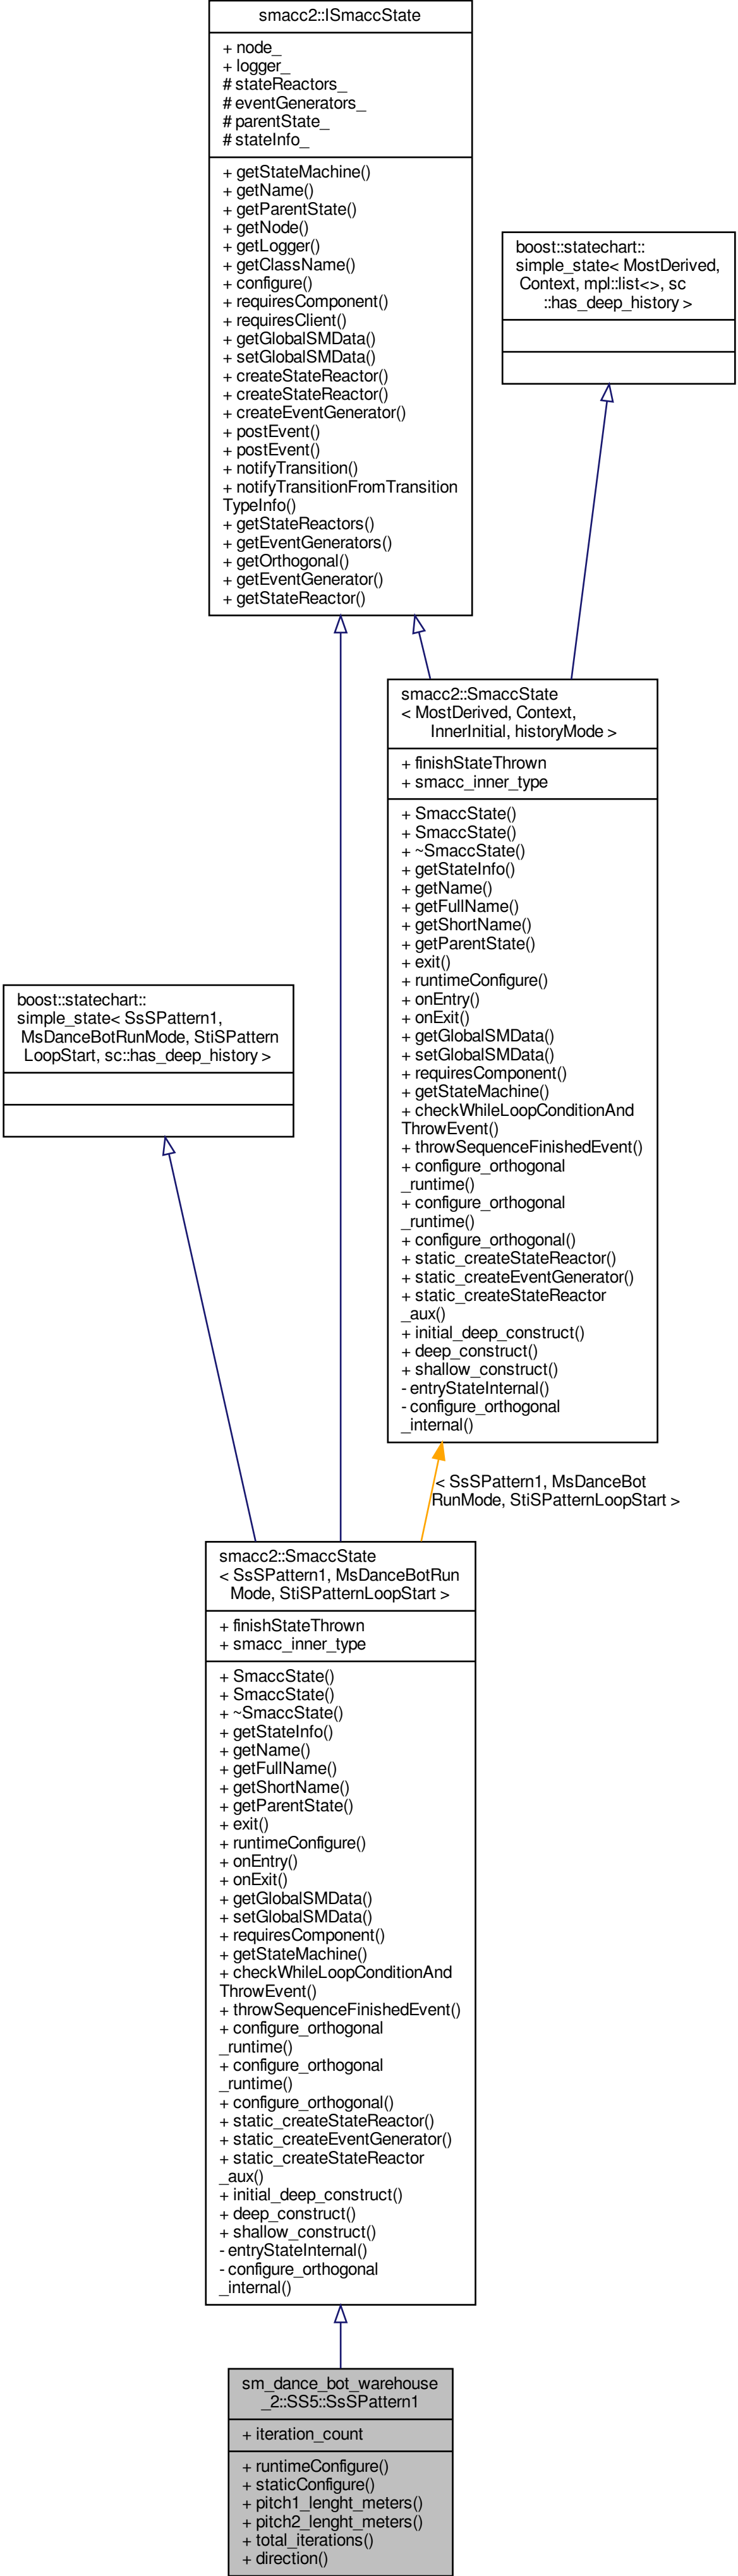 smacc2::ISmaccState
+ node_
+ logger_
# stateReactors_
# eventGenerators_
# parentState_
# stateInfo_
+ getStateMachine()
+ getName()
+ getParentState()
+ getNode()
+ getLogger()
+ getClassName()
+ configure()
+ requiresComponent()
+ requiresClient()
+ getGlobalSMData()
+ setGlobalSMData()
+ createStateReactor()
+ createStateReactor()
+ createEventGenerator()
+ postEvent()
+ postEvent()
+ notifyTransition()
+ notifyTransitionFromTransition
TypeInfo()
+ getStateReactors()
+ getEventGenerators()
+ getOrthogonal()
+ getEventGenerator()
+ getStateReactor()
boost::statechart::
simple_state< MostDerived,
Context, mpl::list<>, sc
::has_deep_history >
smacc2::SmaccState
< MostDerived, Context,
InnerInitial, historyMode >
+ finishStateThrown
+ smacc_inner_type
+ SmaccState()
+ SmaccState()
+ ~SmaccState()
+ getStateInfo()
+ getName()
+ getFullName()
+ getShortName()
+ getParentState()
+ exit()
+ runtimeConfigure()
+ onEntry()
+ onExit()
+ getGlobalSMData()
+ setGlobalSMData()
+ requiresComponent()
+ getStateMachine()
+ checkWhileLoopConditionAnd
ThrowEvent()
+ throwSequenceFinishedEvent()
+ configure_orthogonal
_runtime()
+ configure_orthogonal
_runtime()
+ configure_orthogonal()
+ static_createStateReactor()
+ static_createEventGenerator()
+ static_createStateReactor
_aux()
+ initial_deep_construct()
+ deep_construct()
+ shallow_construct()
- entryStateInternal()
- configure_orthogonal
_internal()
boost::statechart::
simple_state< SsSPattern1,
MsDanceBotRunMode, StiSPattern
LoopStart, sc::has_deep_history >
< SsSPattern1, MsDanceBot
RunMode, StiSPatternLoopStart >
smacc2::SmaccState
< SsSPattern1, MsDanceBotRun
Mode, StiSPatternLoopStart >
+ finishStateThrown
+ smacc_inner_type
+ SmaccState()
+ SmaccState()
+ ~SmaccState()
+ getStateInfo()
+ getName()
+ getFullName()
+ getShortName()
+ getParentState()
+ exit()
+ runtimeConfigure()
+ onEntry()
+ onExit()
+ getGlobalSMData()
+ setGlobalSMData()
+ requiresComponent()
+ getStateMachine()
+ checkWhileLoopConditionAnd
ThrowEvent()
+ throwSequenceFinishedEvent()
+ configure_orthogonal
_runtime()
+ configure_orthogonal
_runtime()
+ configure_orthogonal()
+ static_createStateReactor()
+ static_createEventGenerator()
+ static_createStateReactor
_aux()
+ initial_deep_construct()
+ deep_construct()
+ shallow_construct()
- entryStateInternal()
- configure_orthogonal
_internal()
sm_dance_bot_warehouse
_2::SS5::SsSPattern1
+ iteration_count
+ runtimeConfigure()
+ staticConfigure()
+ pitch1_lenght_meters()
+ pitch2_lenght_meters()
+ total_iterations()
+ direction()